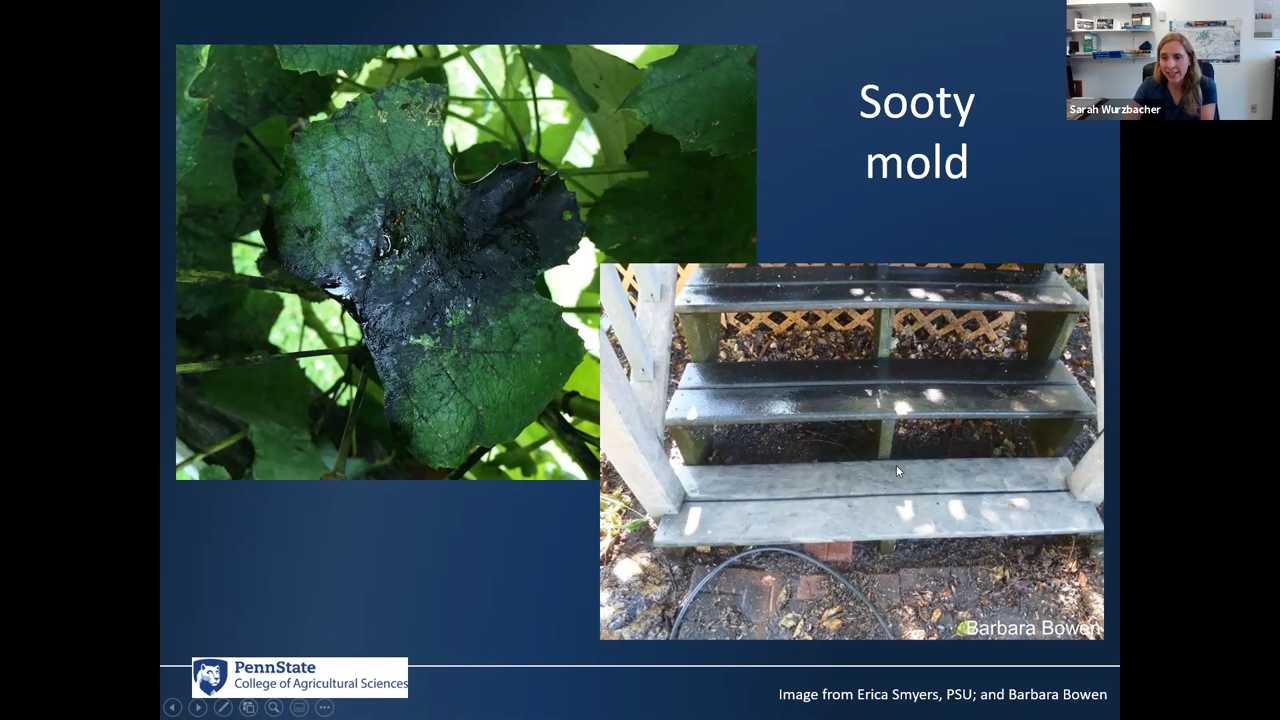 Sooty
mold
Sarah Wurzbacher
Barbara Bowen
PennState
College of Agricultural Sciences
Image from Erica Smyers, PSU; and Barbara Bowen